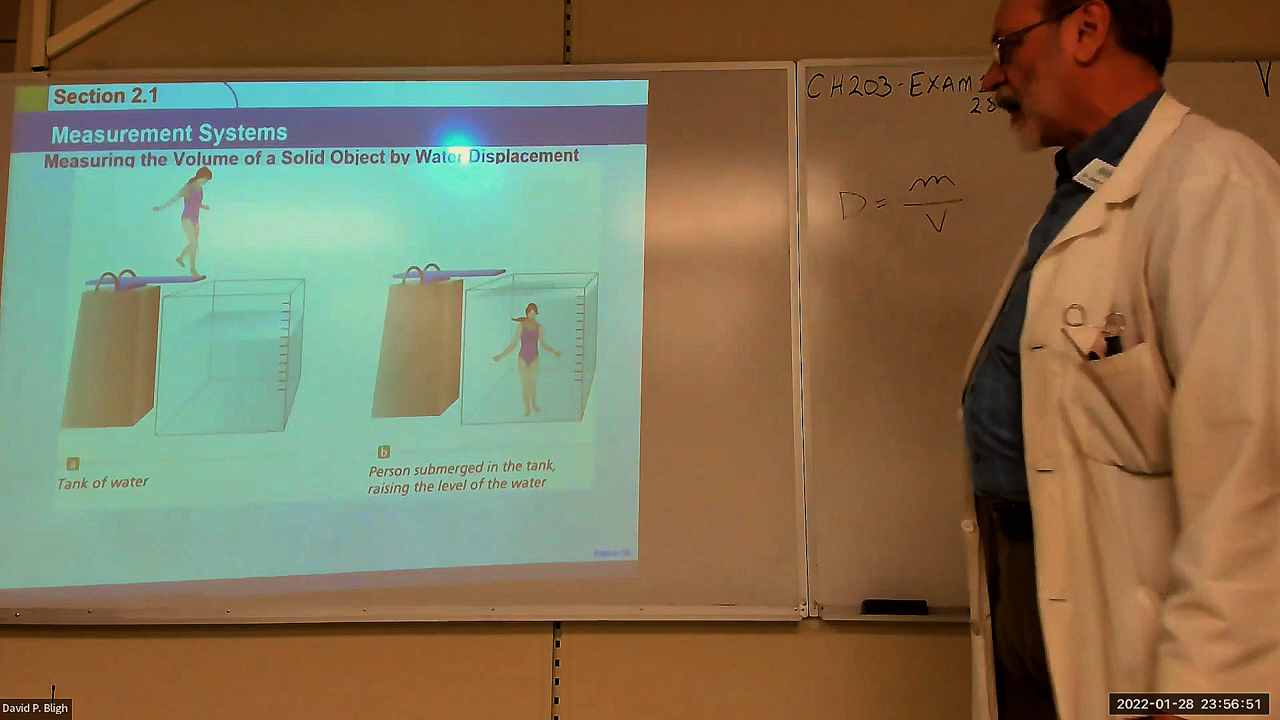 Section 2.1
Measurement Systems
Measuring the Volume of a Solid Object by Water Displacement
a
Tank of water
b
Person submerged in the tank,
raising the level of the water
CH203-EXAM
28
D = m
V
V
David P. Bligh
2022-01-28 23:56:51